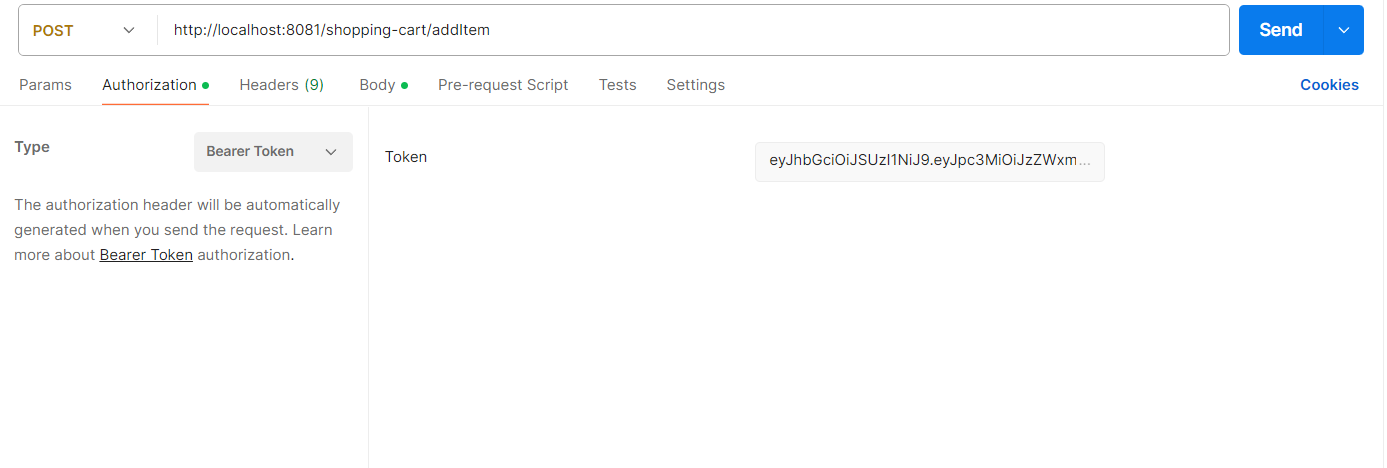 POST
http://localhost:8081/shopping-cart/addItem
Send
Params
Authorization
Headers (9)
Body
Pre-request Script
Tests
Settings
Cookies
Type
Bearer Token
The authorization header will be automatically
generated when you send the request. Learn
more about Bearer Token authorization.
Token
eyJhbGciOiJSUzI1NiJ9.eyJpc3MiOiJzZWxm...